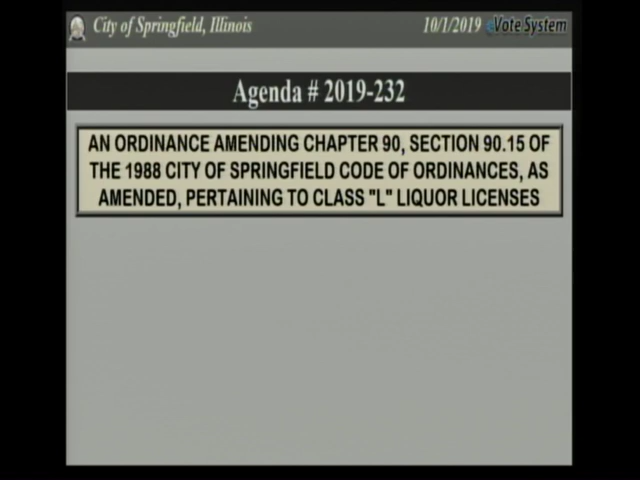 City of Springfield, Illinois 10/1/2019 eVote System
Agenda # 2019-232
AN ORDINANCE AMENDING CHAPTER 90, SECTION 90.15 OF
THE 1988 CITY OF SPRINGFIELD CODE OF ORDINANCES, AS
AMENDED, PERTAINING TO CLASS "L" LIQUOR LICENSES